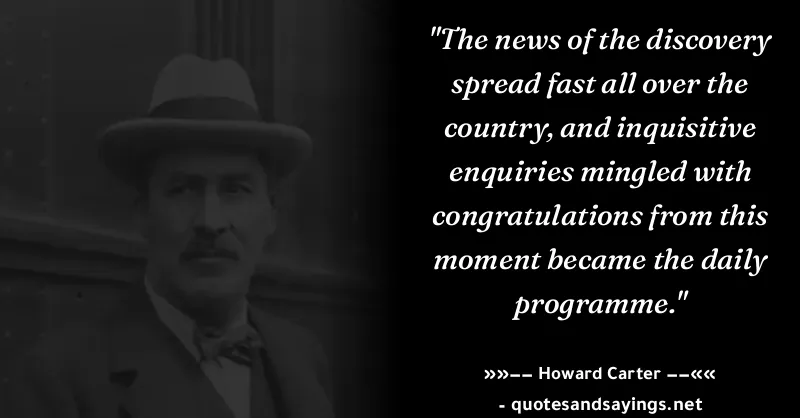 "The news of the discovery
spread fast all over the
country, and inquisitive
enquiries mingled with
congratulations from this
moment became the daily
programme."
»»−− Howard Carter −−««
- quotesandsayings.net